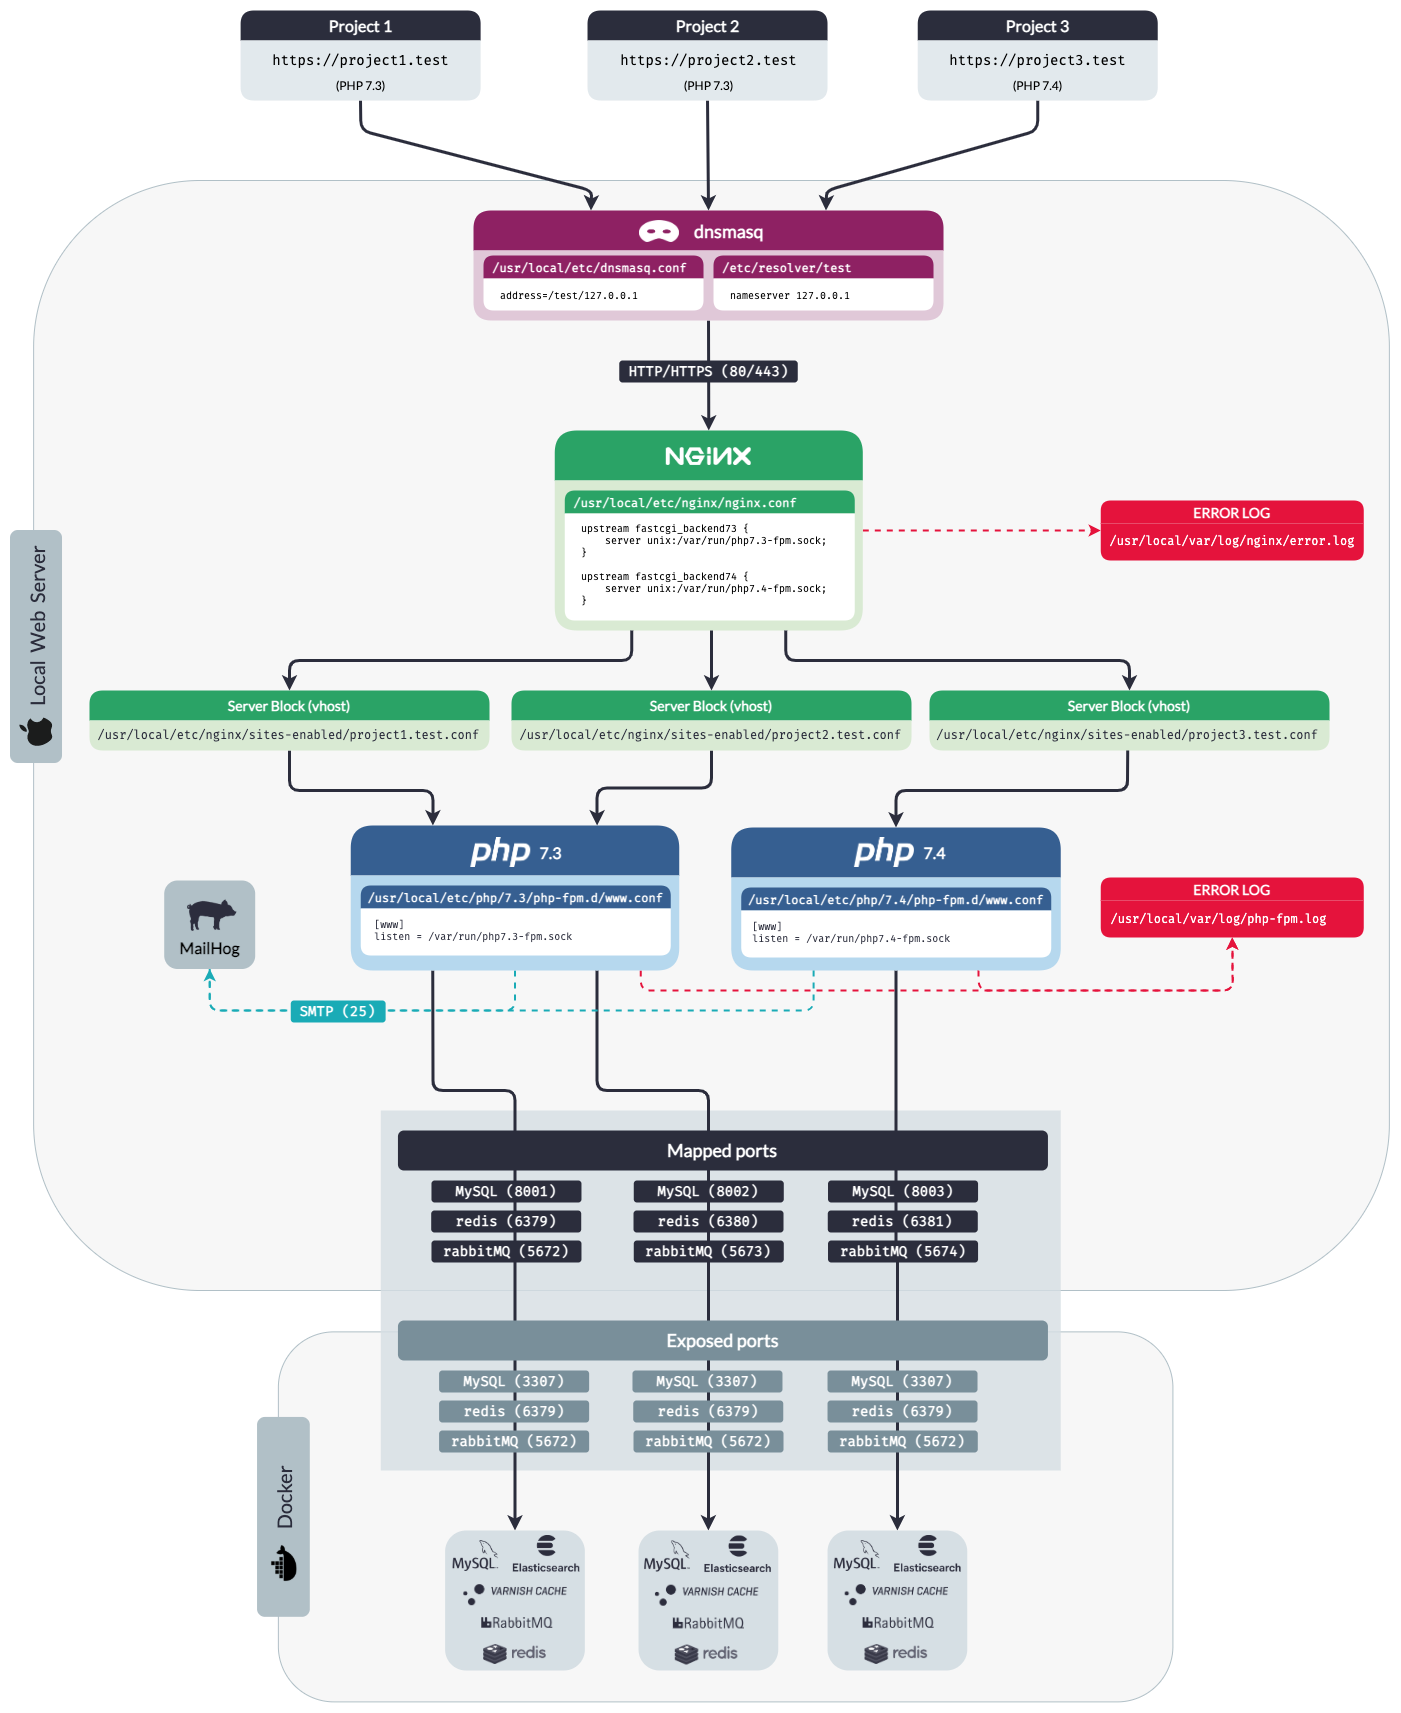 Project 1
https://project1.test
(PHP 7.3)
Project 2
https://project2.test
(PHP 7.3)
Project 3
https://project3.test
(PHP 7.4)
dnsmasq
/usr/local/etc/dnsmasq.conf
address=/test/127.0.0.1
/etc/resolver/test
nameserver 127.0.0.1
HTTP/HTTPS (80/443)
NGINX
/usr/local/etc/nginx/nginx.conf
upstream fastcgi_backend73 {
server unix:/var/run/php7.3-fpm.sock;
}
upstream fastcgi_backend74 {
server unix:/var/run/php7.4-fpm.sock;
}
ERROR LOG
/usr/local/var/log/nginx/error.log
Local Web Server
Server Block (vhost)
/usr/local/etc/nginx/sites-enabled/project1.test.conf
Server Block (vhost)
/usr/local/etc/nginx/sites-enabled/project2.test.conf
Server Block (vhost)
/usr/local/etc/nginx/sites-enabled/project3.test.conf
php 7.3
/usr/local/etc/php/7.3/php-fpm.d/www.conf
[www]
listen = /var/run/php7.3-fpm.sock
php 7.4
/usr/local/etc/php/7.4/php-fpm.d/www.conf
[www]
listen = /var/run/php7.4-fpm.sock
MailHog
ERROR LOG
/usr/local/var/log/php-fpm.log
SMTP (25)
Mapped ports
MySQL (8001)
redis (6379)
rabbitMQ (5672)
MySQL (8002)
redis (6380)
rabbitMQ (5673)
MySQL (8003)
redis (6381)
rabbitMQ (5674)
Exposed ports
MySQL (3307)
redis (6379)
rabbitMQ (5672)
MySQL (3307)
redis (6379)
rabbitMQ (5672)
MySQL (3307)
redis (6379)
rabbitMQ (5672)
Docker
MySQL
Elasticsearch
VARNISH CACHE
RabbitMQ
redis
MySQL
Elasticsearch
VARNISH CACHE
RabbitMQ
redis
MySQL
Elasticsearch
VARNISH CACHE
RabbitMQ
redis